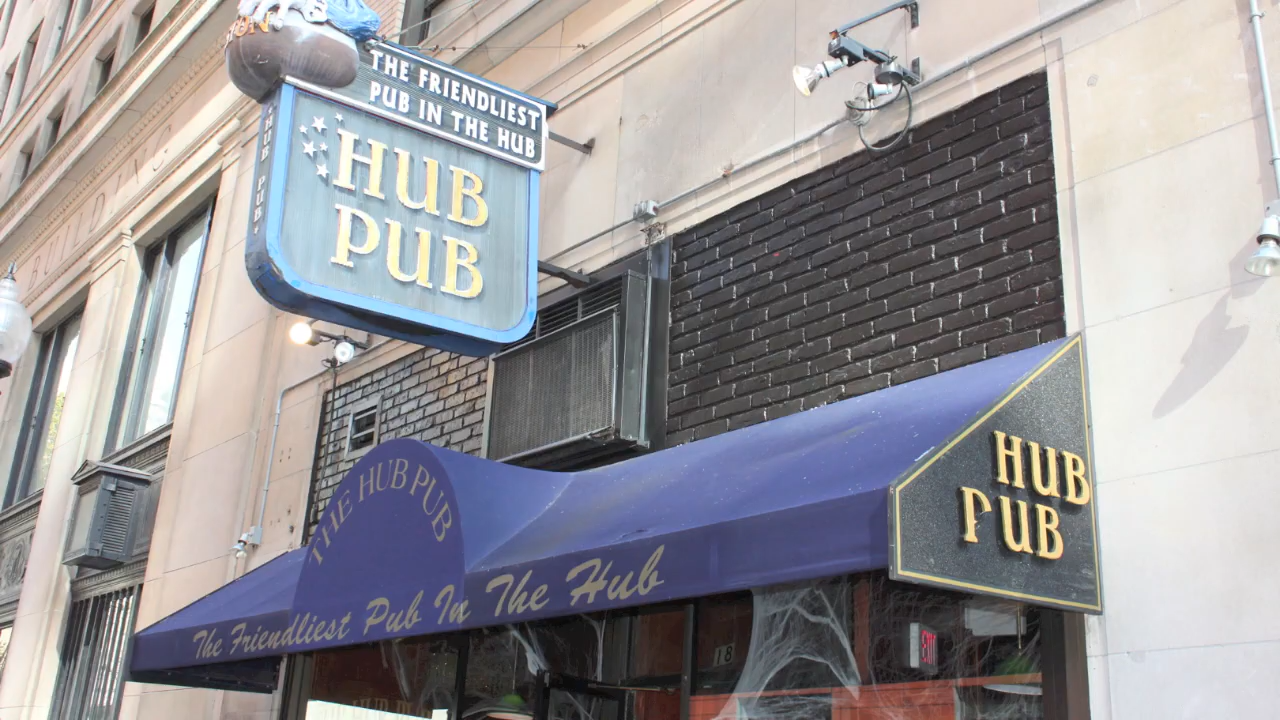 THE FRIENDLIEST
PUB IN THE HUB
HUB
PUB
HUB PUB
BUILDING
THE HUB PUB
The Friendliest Pub In The Hub
HUB
PUB
18
EXIT